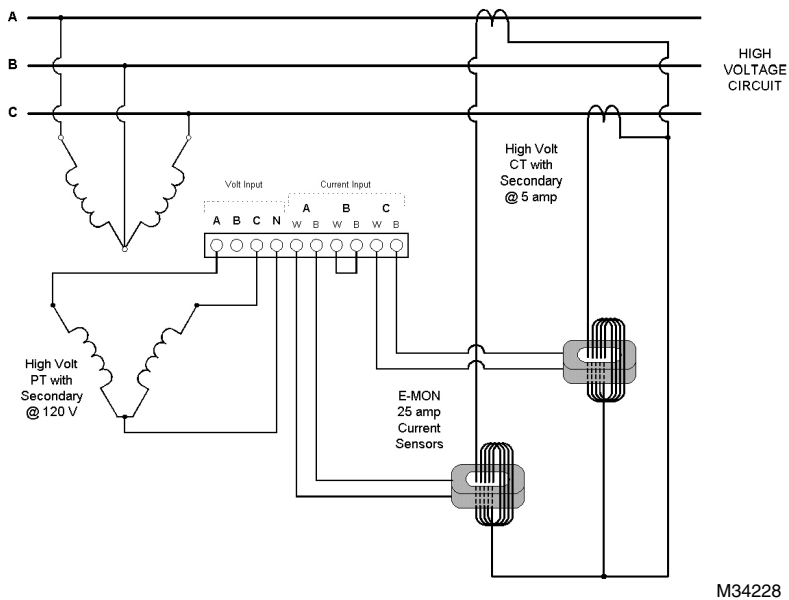 A
B
C
HIGH
VOLTAGE
CIRCUIT
High Volt
CT with
Secondary
@ 5 amp
Volt Input
Current Input
A B C
A B C N W B W B W B
High Volt
PT with
Secondary
@ 120 V
E-MON
25 amp
Current
Sensors
M34228